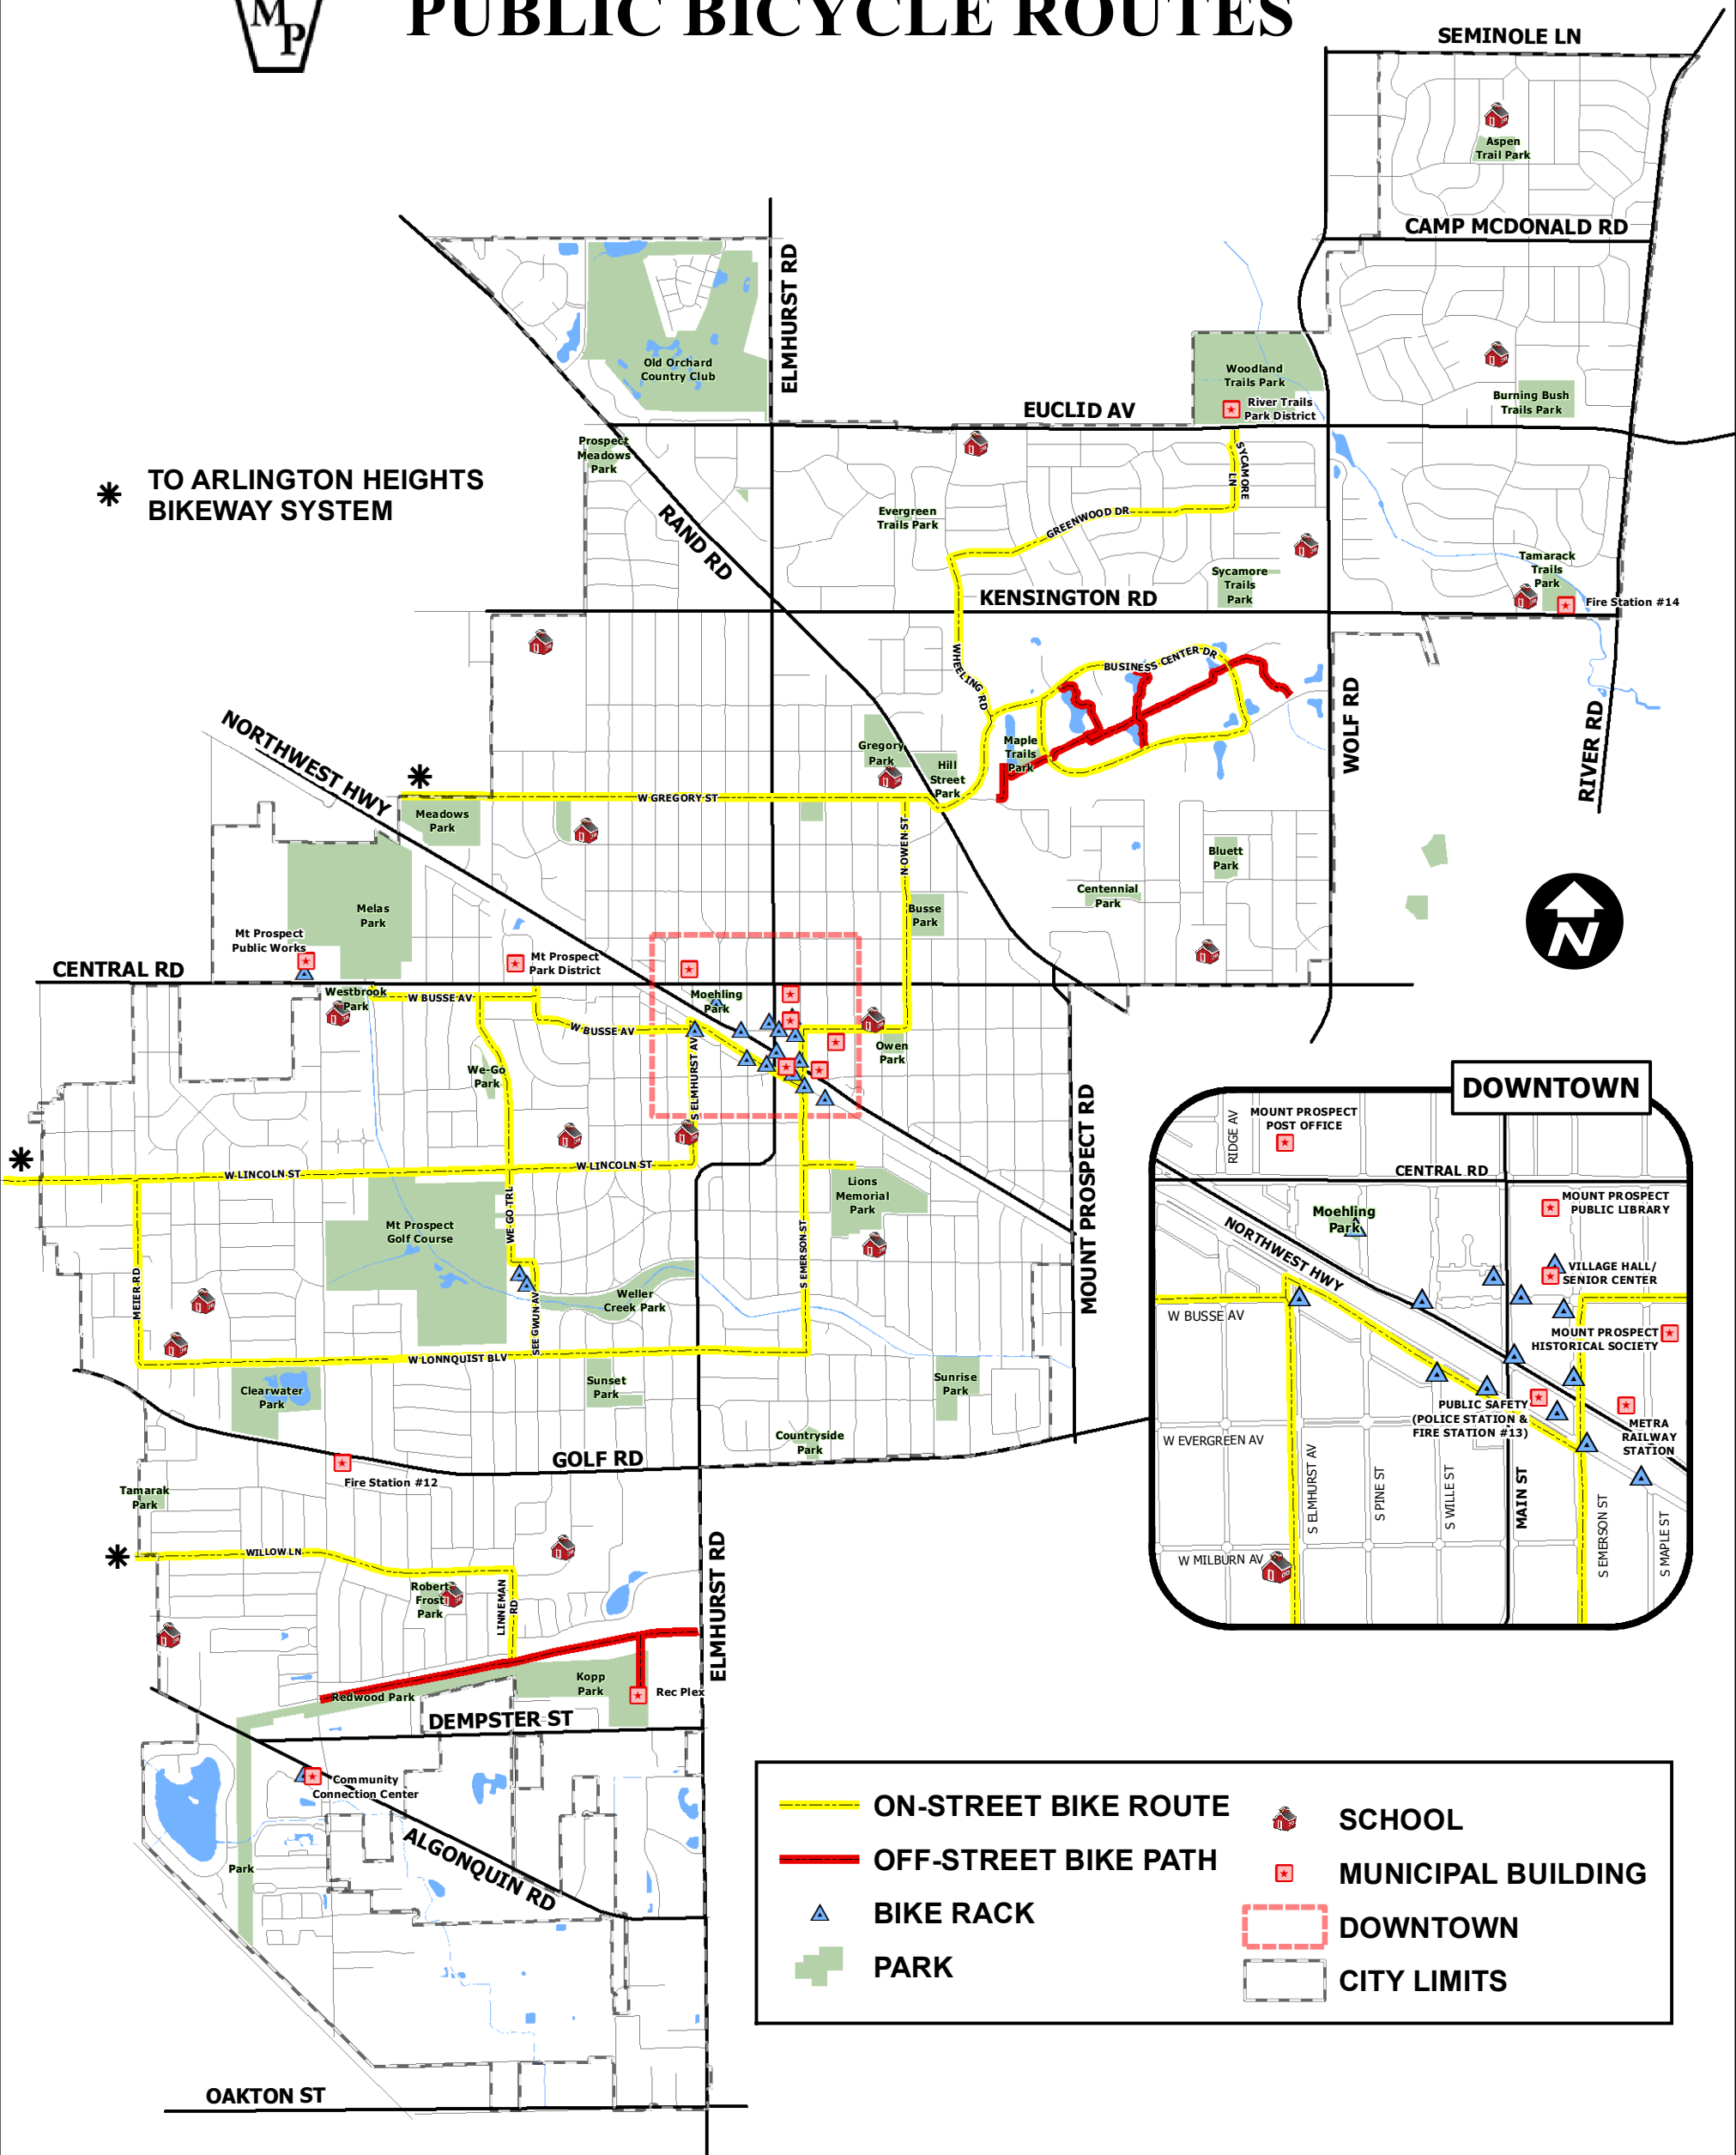 MP
PUBLIC BICYCLE ROUTES
SEMINOLE LN
Aspen
Trail Park
CAMP MCDONALD RD
ELMHURST RD
Old Orchard
Country Club
Woodland
Trails Park
River Trails
Park District
Burning Bush
Trails Park
EUCLID AV
Prospect
Meadows
Park
SYCAMORE
LN
TO ARLINGTON HEIGHTS
BIKEWAY SYSTEM
RAND RD
Evergreen
Trails Park
GREENWOOD DR
Sycamore
Trails
Park
Tamarack
Trails
Park
Fire Station #14
KENSINGTON RD
WHEELING RD
BUSINESS CENTER DR
WOLF RD
RIVER RD
NORTHWEST HWY
Gregory
Park
Maple
Trails
Park
Hill
Street
Park
W GREGORY ST
Meadows
Park
N OWEN ST
Bluett
Park
Centennial
Park
Melas
Park
Busse
Park
N
Mt Prospect
Public Works
Mt Prospect
Park District
CENTRAL RD
Westbrook
Park
W BUSSE AV
Moehling
Park
W BUSSE AV
Owen
Park
We-Go
Park
S ELMHURST AV
MOUNT PROSPECT RD
W LINCOLN ST
W LINCOLN ST
Lions
Memorial
Park
WE GO TRL
Mt Prospect
Golf Course
S EMERSON ST
MEIER RD
Weller
Creek Park
SEE GWUN AV
W LONNQUIST BLV
Clearwater
Park
Sunset
Park
Sunrise
Park
Countryside
Park
GOLF RD
Fire Station #12
Tamarak
Park
WILLOW LN
ELMHURST RD
Robert
Frost
Park
LINNEMAN
RD
Kopp
Park
Redwood Park
Rec Plex
DEMPSTER ST
Community
Connection Center
ALGONQUIN RD
Park
OAKTON ST
DOWNTOWN
RIDGE AV
MOUNT PROSPECT
POST OFFICE
CENTRAL RD
MOUNT PROSPECT
PUBLIC LIBRARY
Moehling
Park
NORTHWEST HWY
VILLAGE HALL/
SENIOR CENTER
W BUSSE AV
MOUNT PROSPECT
HISTORICAL SOCIETY
PUBLIC SAFETY
(POLICE STATION &
FIRE STATION #13)
METRA
RAILWAY
STATION
W EVERGREEN AV
S ELMHURST AV
S PINE ST
S WILLE ST
MAIN ST
S EMERSON ST
S MAPLE ST
W MILBURN AV
ON-STREET BIKE ROUTE
OFF-STREET BIKE PATH
BIKE RACK
PARK
SCHOOL
MUNICIPAL BUILDING
DOWNTOWN
CITY LIMITS